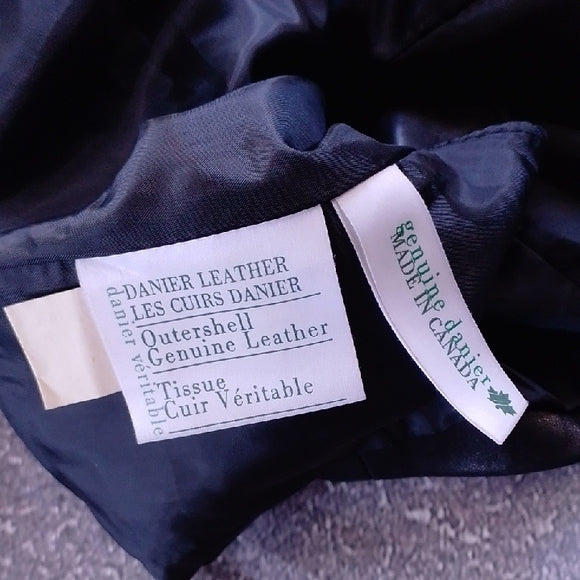 DANIER LEATHER
LES CUIRS DANIER
Outershell
Genuine Leather
Tissue
Cuir Véritable
danier véritable
genuine danier
MADE IN CANADA